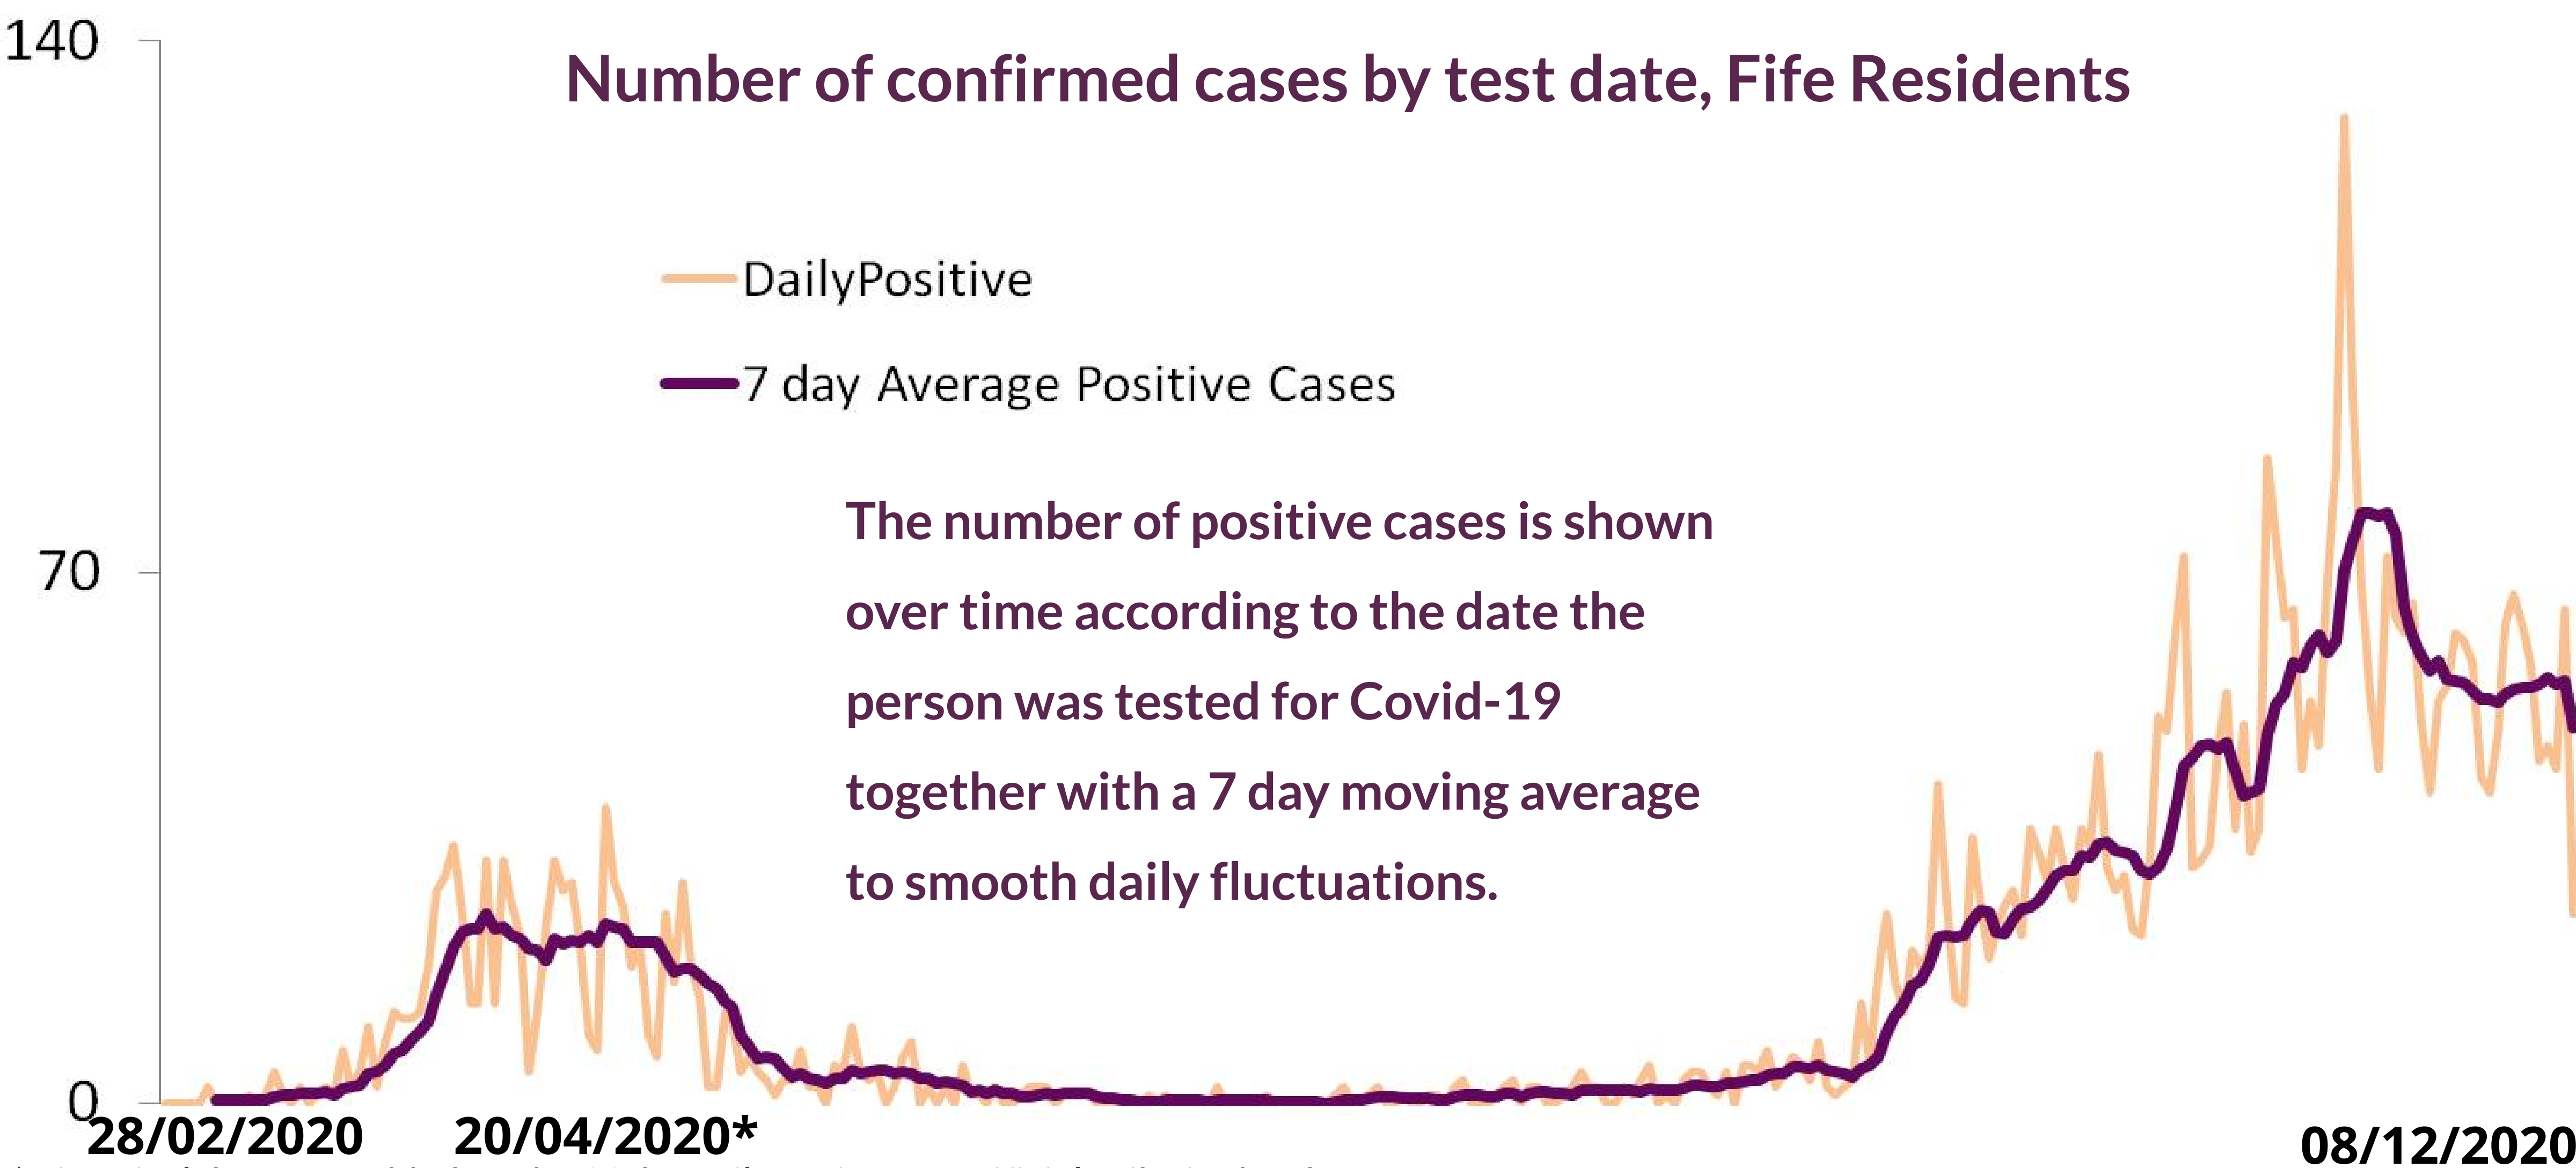 140
Number of confirmed cases by test date, Fife Residents
DailyPositive
7 day Average Positive Cases
The number of positive cases is shown
over time according to the date the
person was tested for Covid-19
together with a 7 day moving average
to smooth daily fluctuations.
70
0
28/02/2020 20/04/2020* 08/12/2020